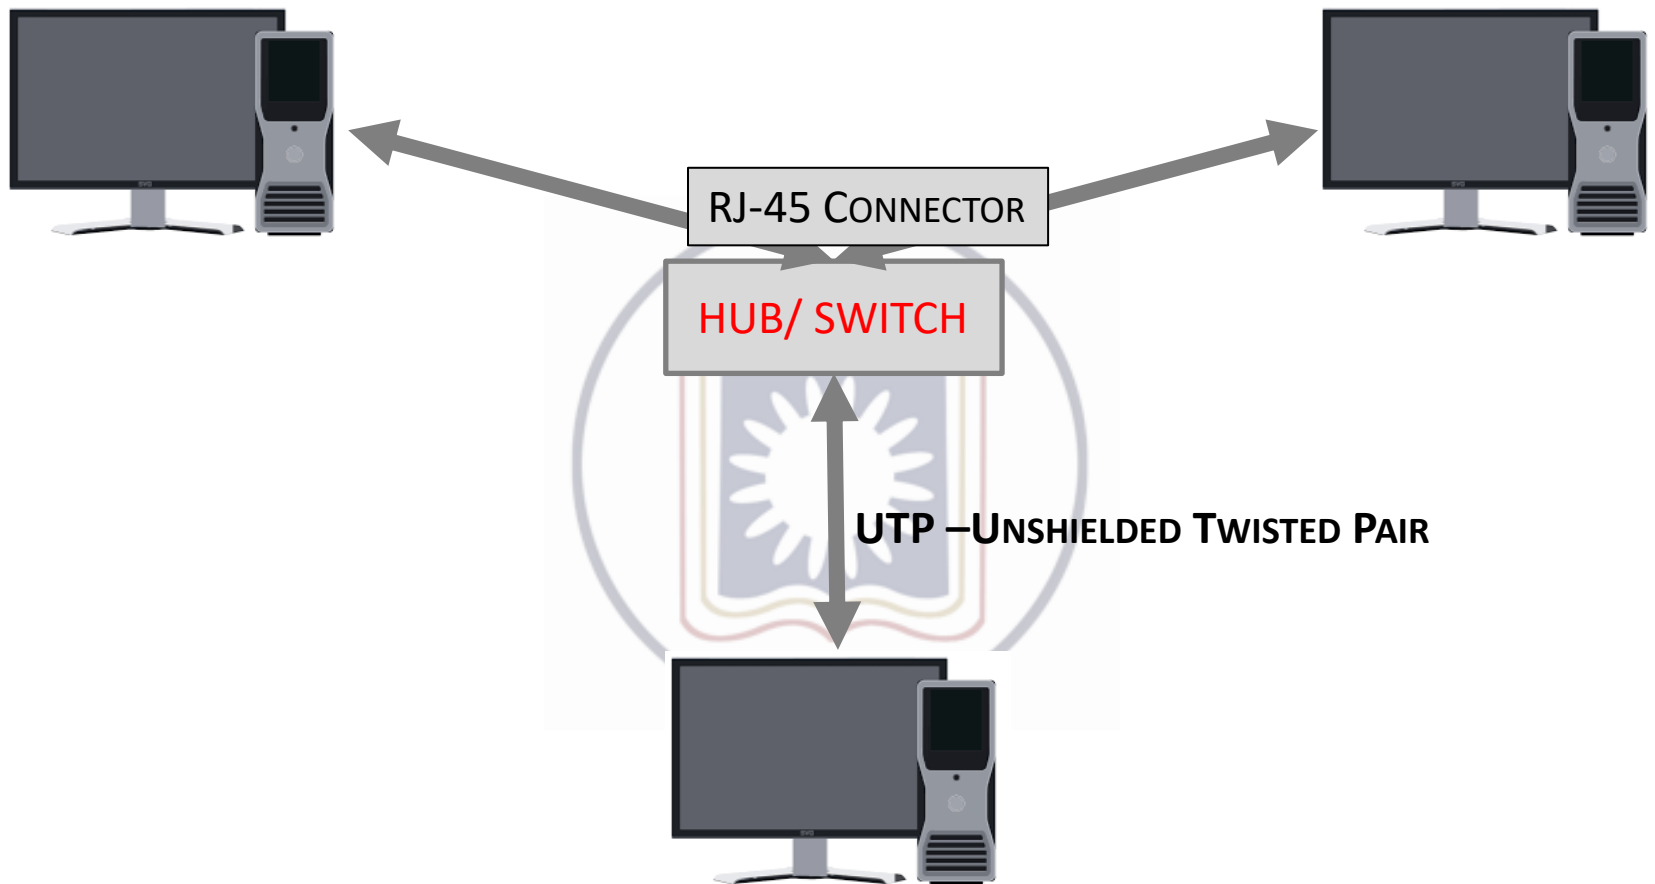 RJ-45 CONNECTOR
HUB/ SWITCH
UTP –UNSHIELDED TWISTED PAIR